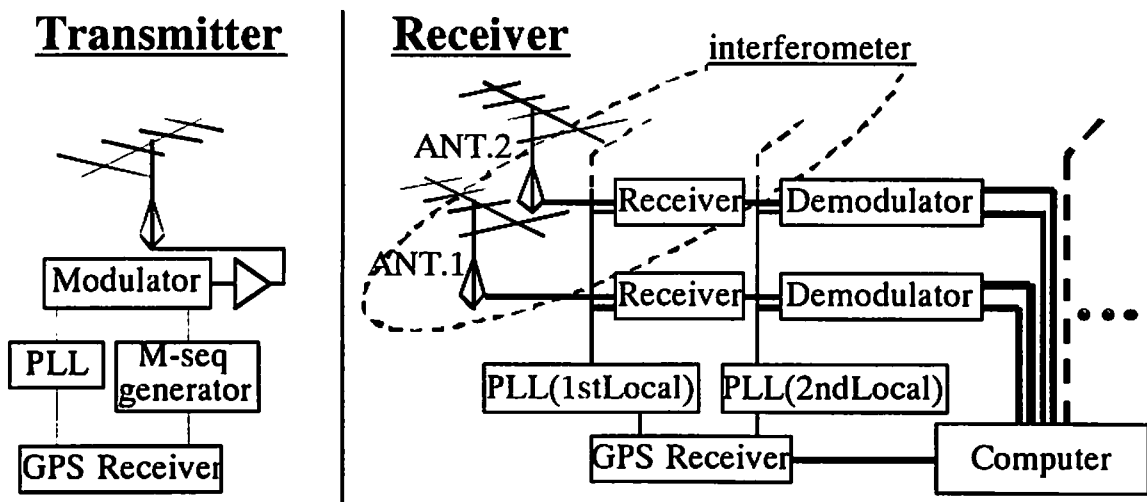 Transmitter
Modulator
PLL
M-seq
generator
GPS Receiver
Receiver
interferometer
ANT.2
Receiver
Demodulator
ANT.1
Receiver
Demodulator
PLL(1stLocal)
PLL(2ndLocal)
GPS Receiver
Computer